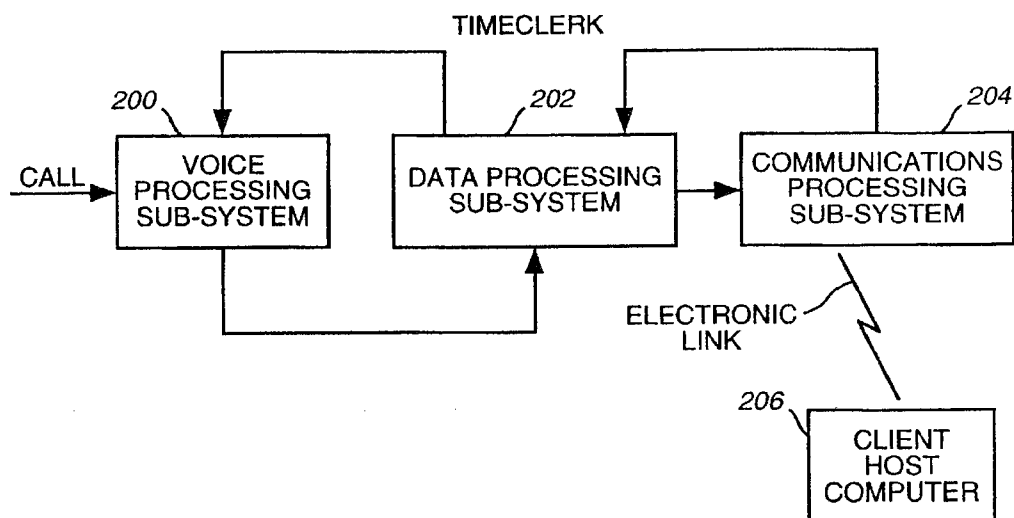 TIMECLERK
200
202
204
CALL
VOICE
PROCESSING
SUB-SYSTEM
DATA PROCESSING
SUB-SYSTEM
COMMUNICATIONS
PROCESSING
SUB-SYSTEM
ELECTRONIC
LINK
206
CLIENT
HOST
COMPUTER